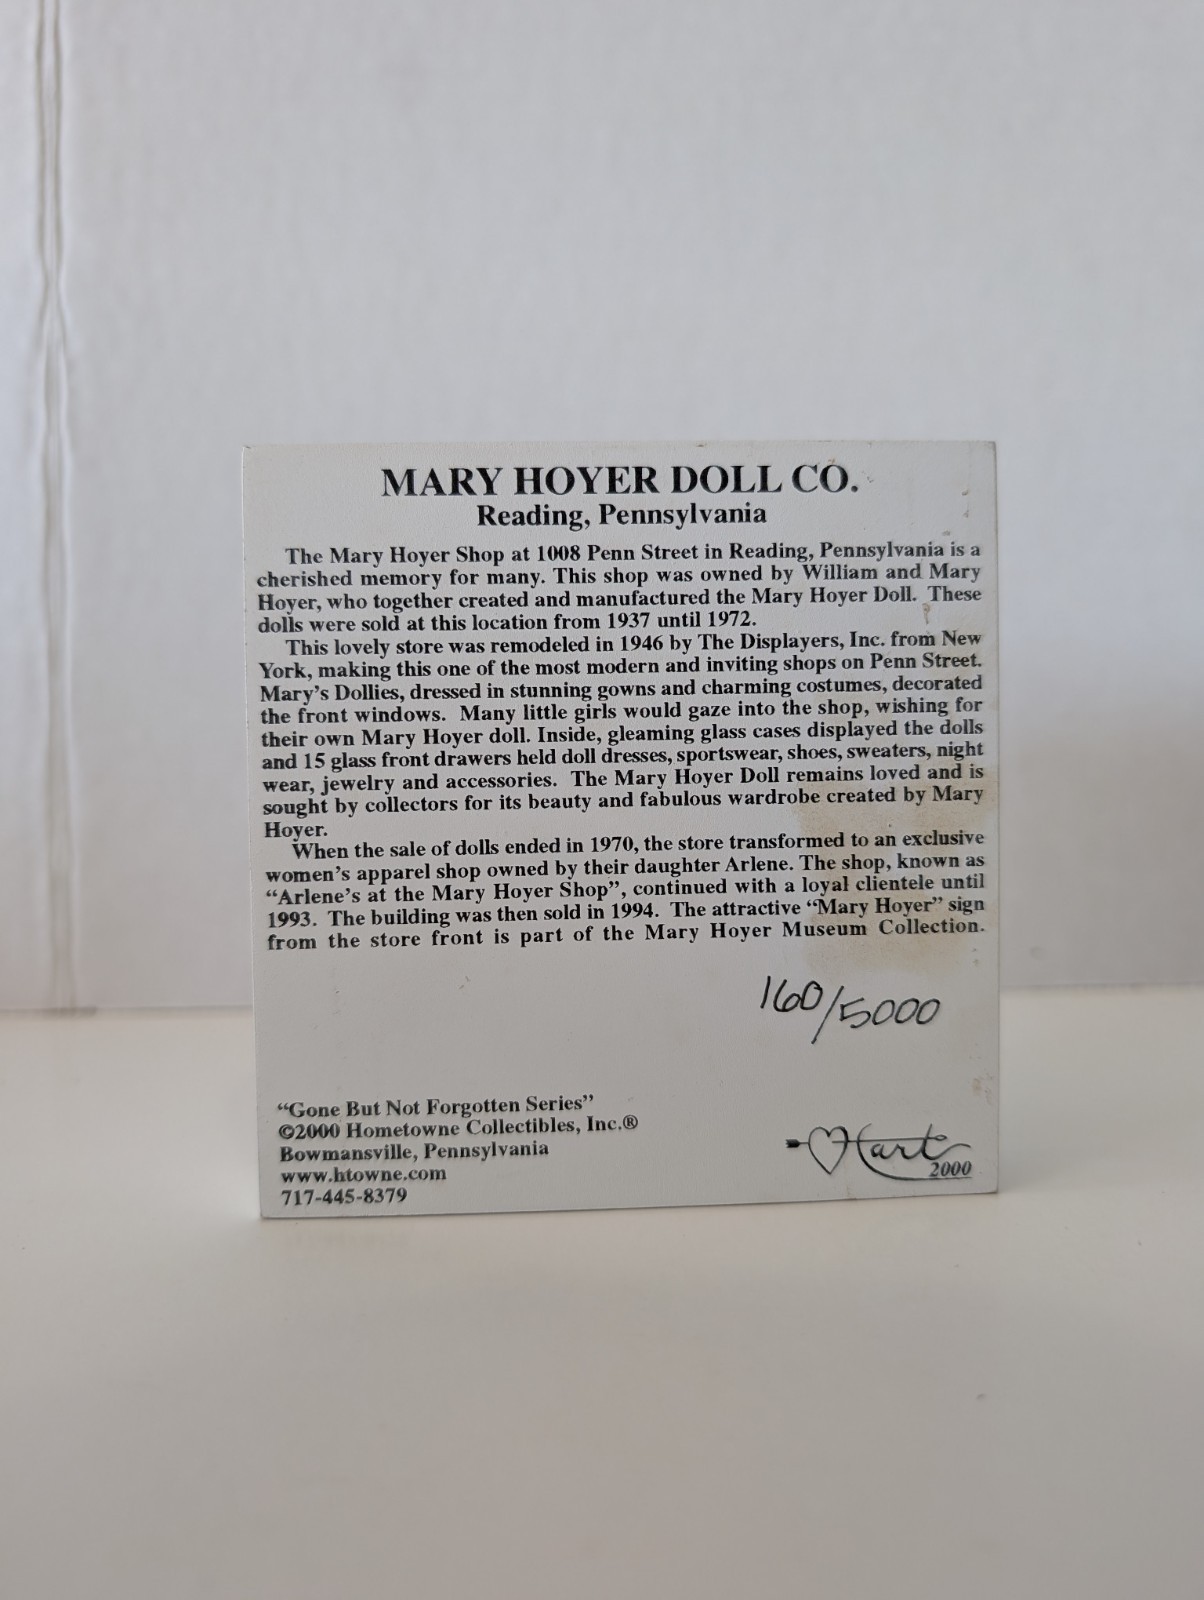 MARY HOYER DOLL CO.
Reading, Pennsylvania
The Mary Hoyer Shop at 1008 Penn Street in Reading, Pennsylvania is a
cherished memory for many. This shop was owned by William and Mary
Hoyer, who together created and manufactured the Mary Hoyer Doll. These
dolls were sold at this location from 1937 until 1972.
This lovely store was remodeled in 1946 by The Displayers, Inc. from New
York, making this one of the most modern and inviting shops on Penn Street.
Mary's Dollies, dressed in stunning gowns and charming costumes, decorated
the front windows. Many little girls would gaze into the shop, wishing for
their own Mary Hoyer doll. Inside, gleaming glass cases displayed the dolls
and 15 glass front drawers held doll dresses, sportswear, shoes, sweaters, night
wear, jewelry and accessories. The Mary Hoyer Doll remains loved and is
sought by collectors for its beauty and fabulous wardrobe created by Mary
Hoyer.
When the sale of dolls ended in 1970, the store transformed to an exclusive
women's apparel shop owned by their daughter Arlene. The shop, known as
“Arlene's at the Mary Hoyer Shop”, continued with a loyal clientele until
1993. The building was then sold in 1994. The attractive “Mary Hoyer” sign
from the store front is part of the Mary Hoyer Museum Collection.
160/5000
“Gone But Not Forgotten Series”
©2000 Hometowne Collectibles, Inc.®
Bowmansville, Pennsylvania
www.htowne.com
717-445-8379
Hart
2000